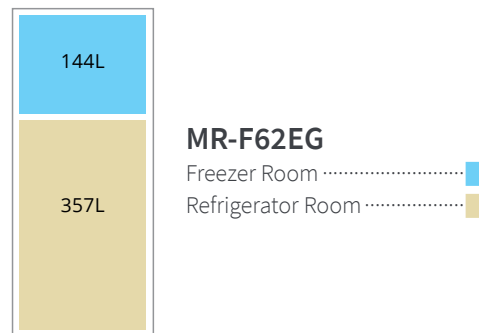 144L
357L
MR-F62EG
Freezer Room
Refrigerator Room